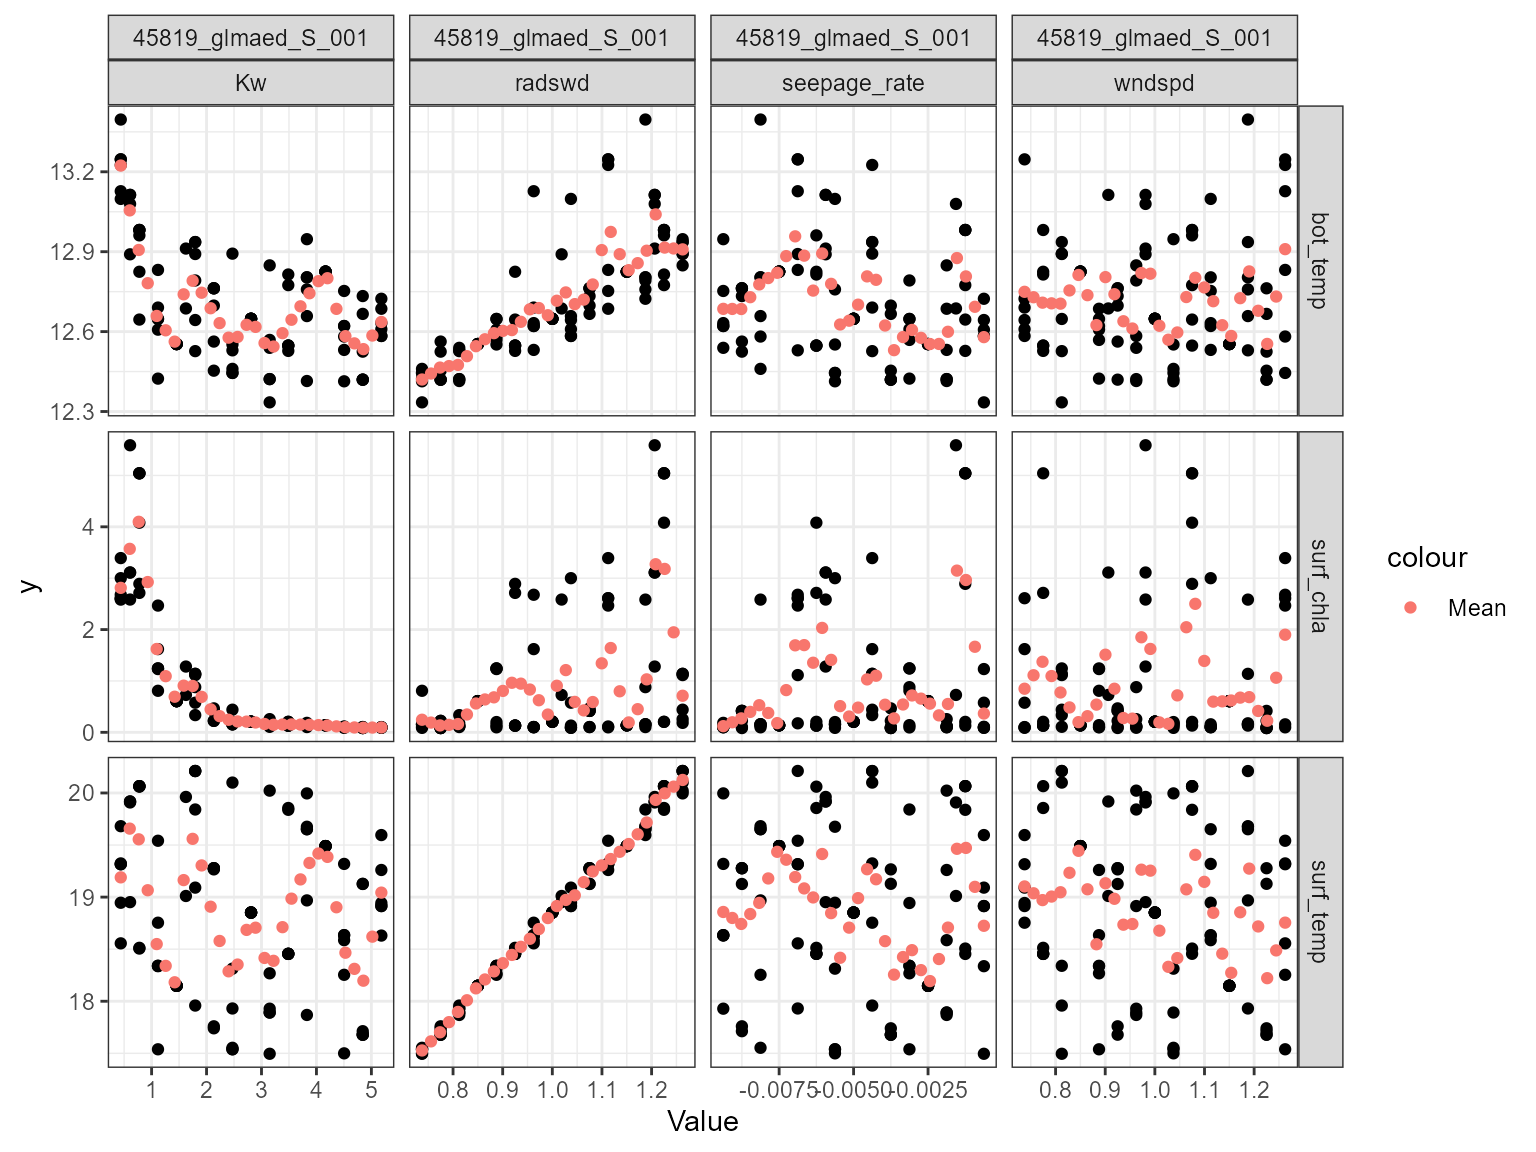 45819_glmaed_S_001 45819_glmaed_S_001 45819_glmaed_S_001 45819_glmaed_S_001
Kw radswd seepage_rate wndspd
13.2
12.9
12.6
12.3
bot_temp
4
2
0
surf_chla
20
19
18
surf_temp
y
1 2 3 4 5 0.8 0.9 1.0 1.1 1.2 -0.0075 -0.0050 -0.0025 0.8 0.9 1.0 1.1 1.2
Value
colour
Mean